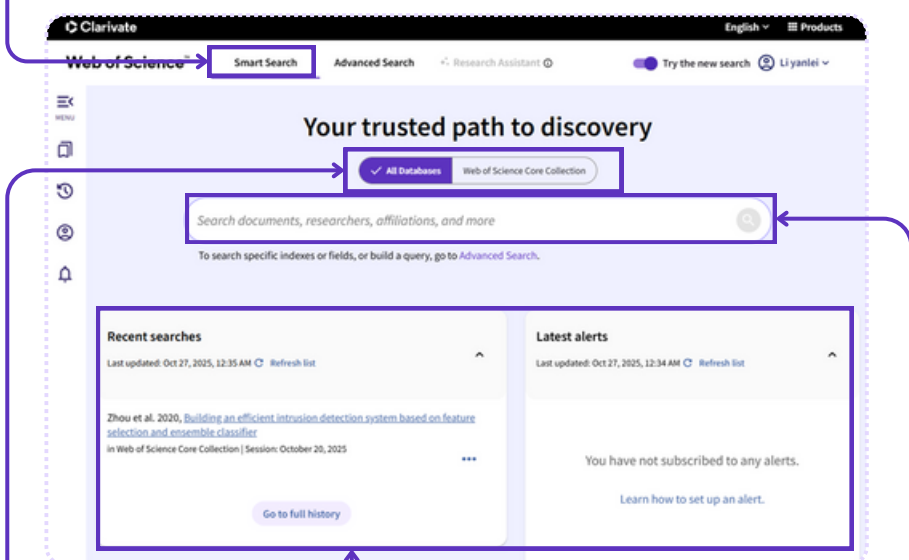 Clarivate
English
Products
Web of Science™
Smart Search
Advanced Search
Research Assistant
Try the new search
Li yanlei
MENU
Your trusted path to discovery
All Databases
Web of Science Core Collection
Search documents, researchers, affiliations, and more
To search specific indexes or fields, or build a query, go to Advanced Search.
Recent searches
Last updated: Oct 27, 2025, 12:35 AM Refresh list
Zhou et al. 2020, Building an efficient intrusion detection system based on feature
selection and ensemble classifier
in Web of Science Core Collection | Session: October 20, 2025
Go to full history
Latest alerts
Last updated: Oct 27, 2025, 12:34 AM Refresh list
You have not subscribed to any alerts.
Learn how to set up an alert.